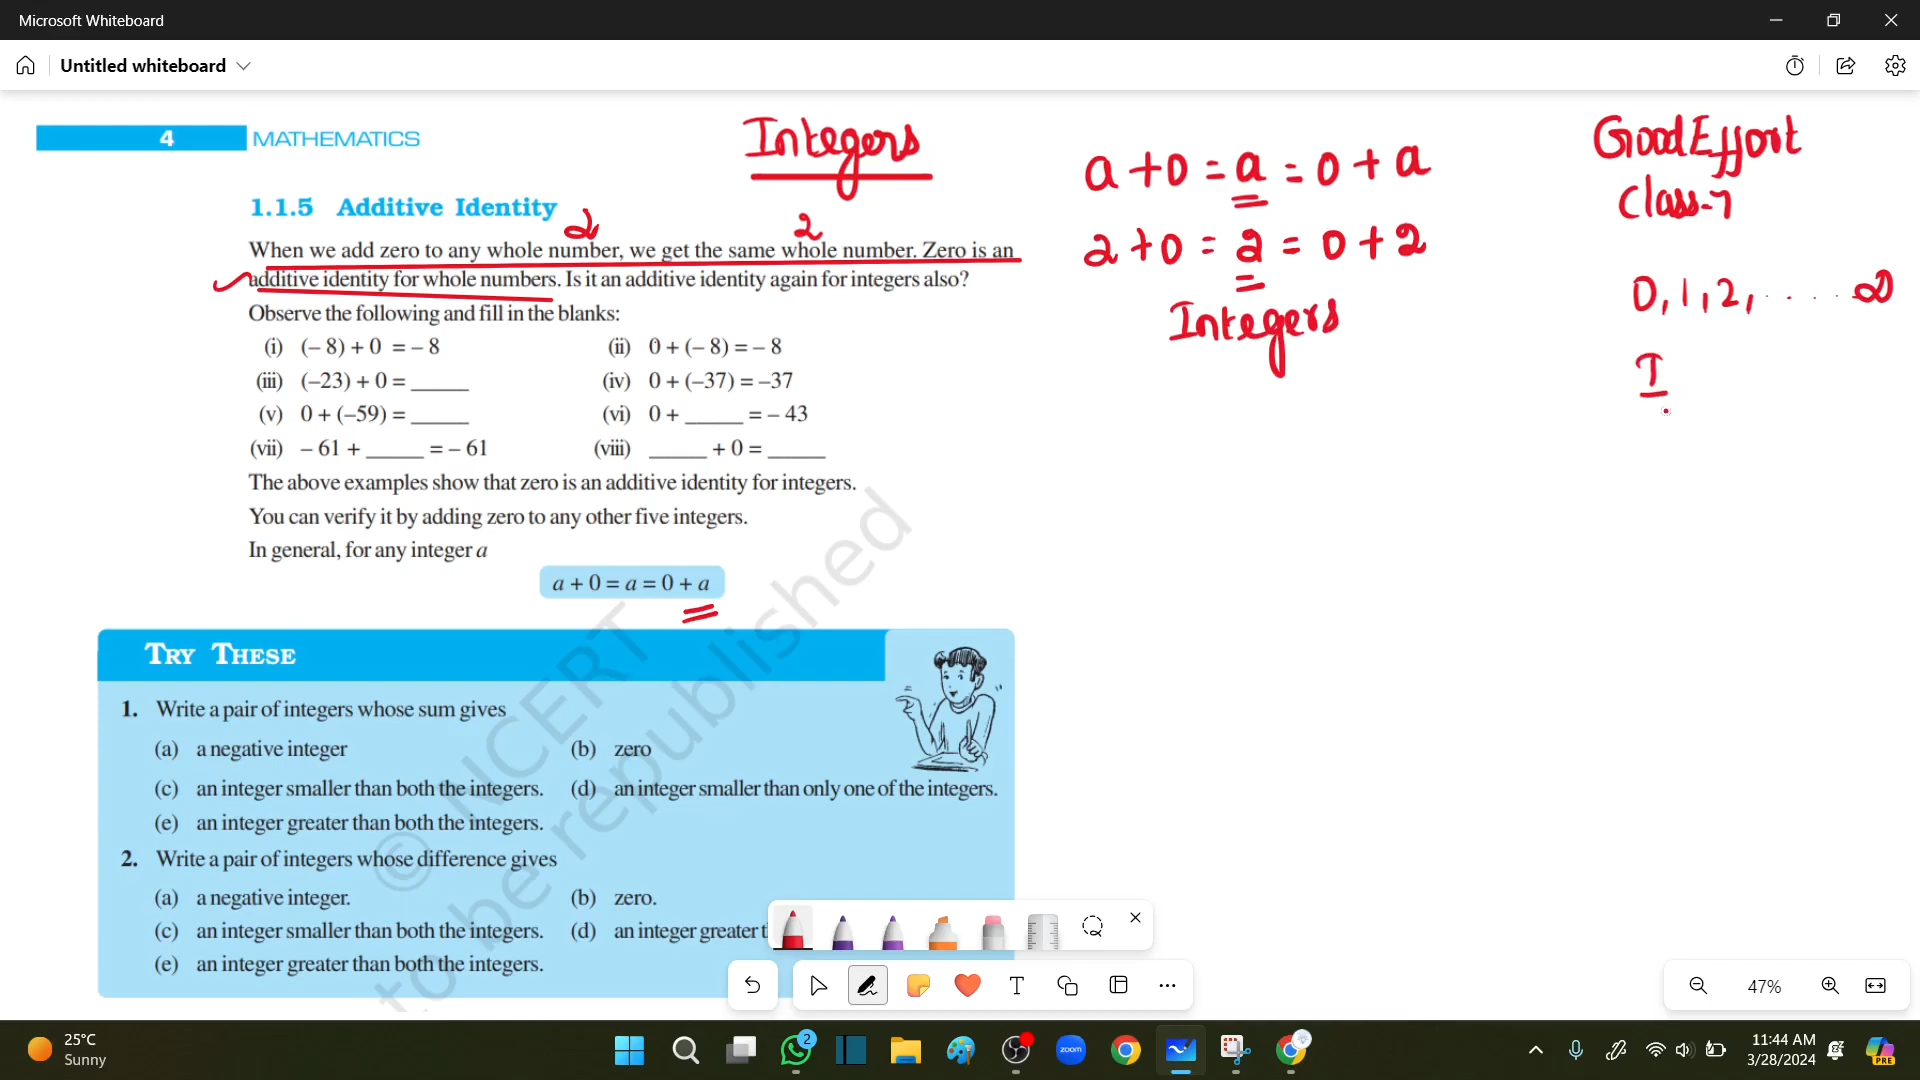 Microsoft Whiteboard
Untitled whiteboard
4 MATHEMATICS
Integers
GoodEffort
Class-7
a + 0 = a = 0 + a
2 + 0 = 2 = 0 + 2
Integers
0, 1, 2, . . . . ∞
I
1.1.5 Additive Identity
2 2
When we add zero to any whole number, we get the same whole number. Zero is an
additive identity for whole numbers. Is it an additive identity again for integers also?
Observe the following and fill in the blanks:
(i) (– 8) + 0 = – 8 (ii) 0 + (– 8) = – 8
(iii) (–23) + 0 = _____ (iv) 0 + (–37) = –37
(v) 0 + (–59) = _____ (vi) 0 + _____ = – 43
(vii) – 61 + _____ = – 61 (viii) _____ + 0 = _____
The above examples show that zero is an additive identity for integers.
You can verify it by adding zero to any other five integers.
In general, for any integer a
a + 0 = a = 0 + a
TRY THESE
1. Write a pair of integers whose sum gives
(a) a negative integer (b) zero
(c) an integer smaller than both the integers. (d) an integer smaller than only one of the integers.
(e) an integer greater than both the integers.
2. Write a pair of integers whose difference gives
(a) a negative integer. (b) zero.
(c) an integer smaller than both the integers. (d) an integer greater
(e) an integer greater than both the integers.
© NCERT
to be republished
47%
25°C
Sunny
2
zoom
11:44 AM
3/28/2024
PRE